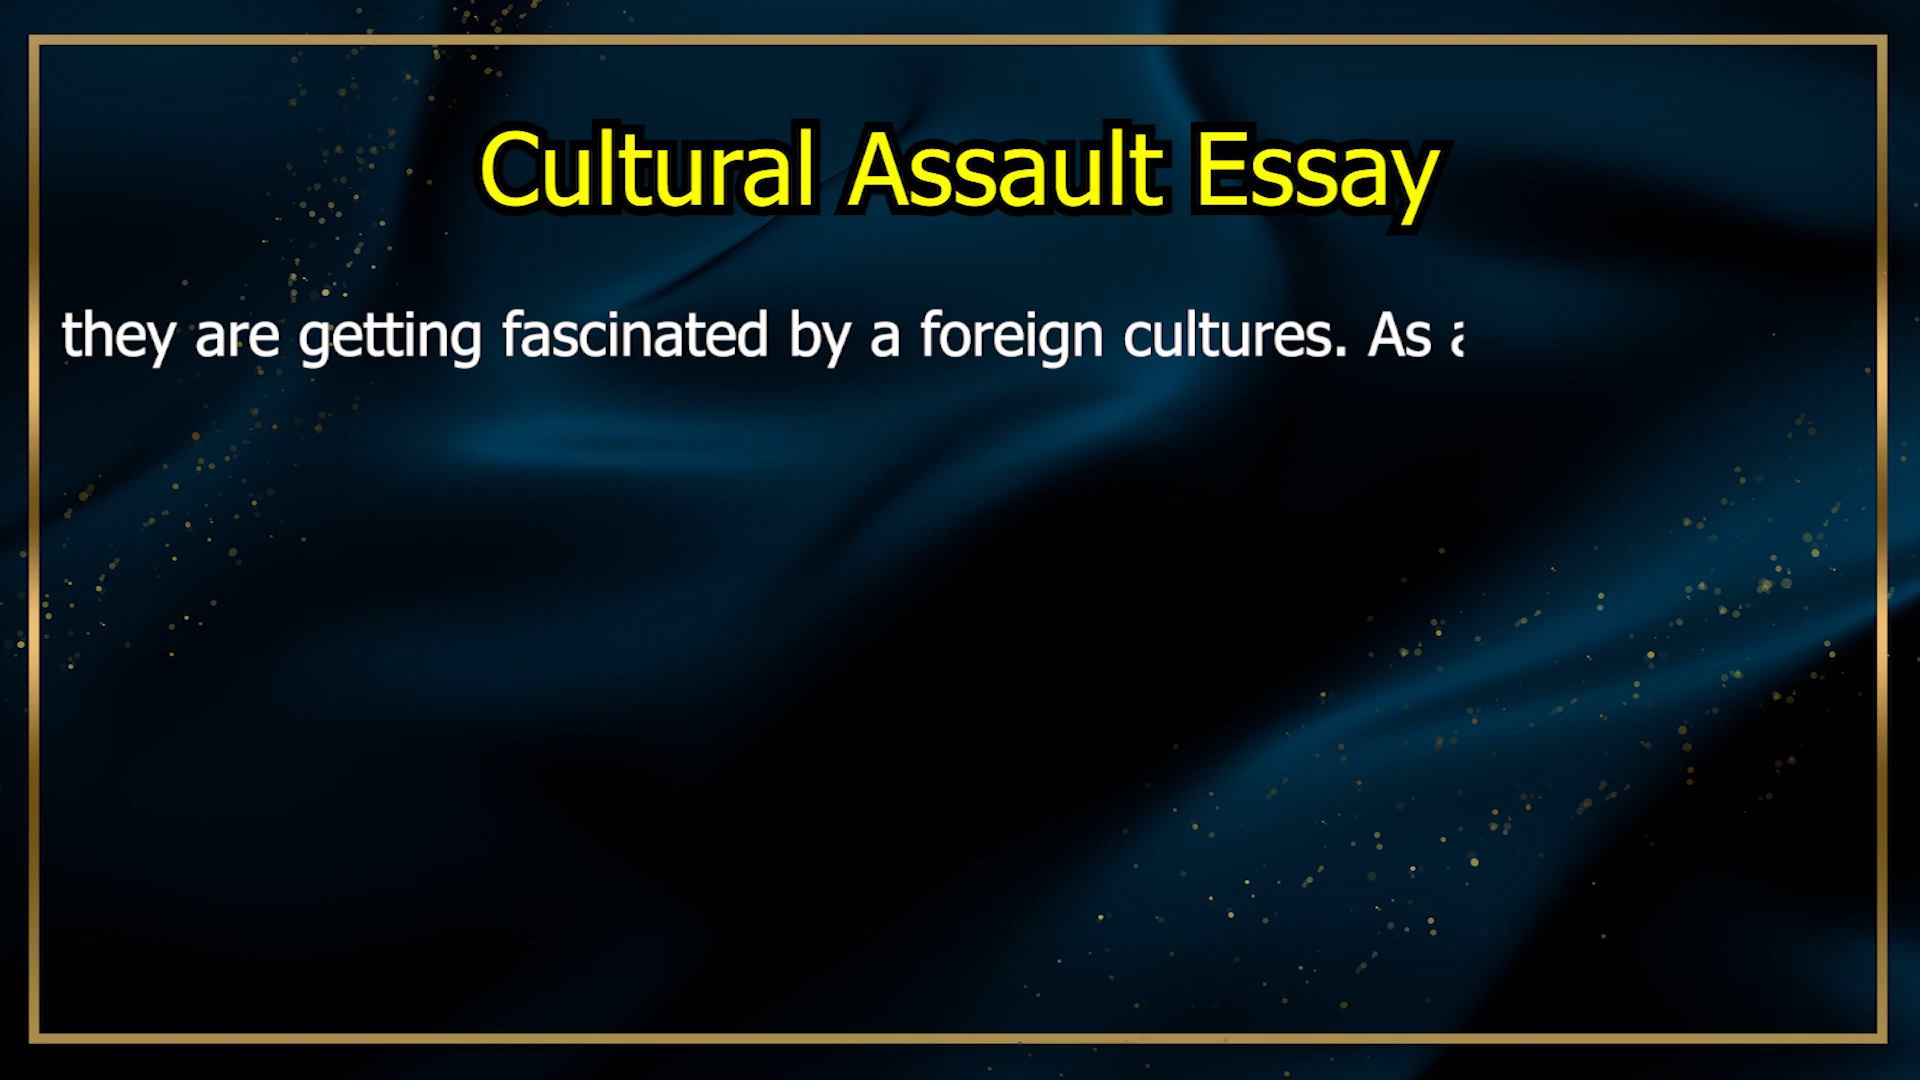 Cultural Assault Essay
they are getting fascinated by a foreign cultures. As